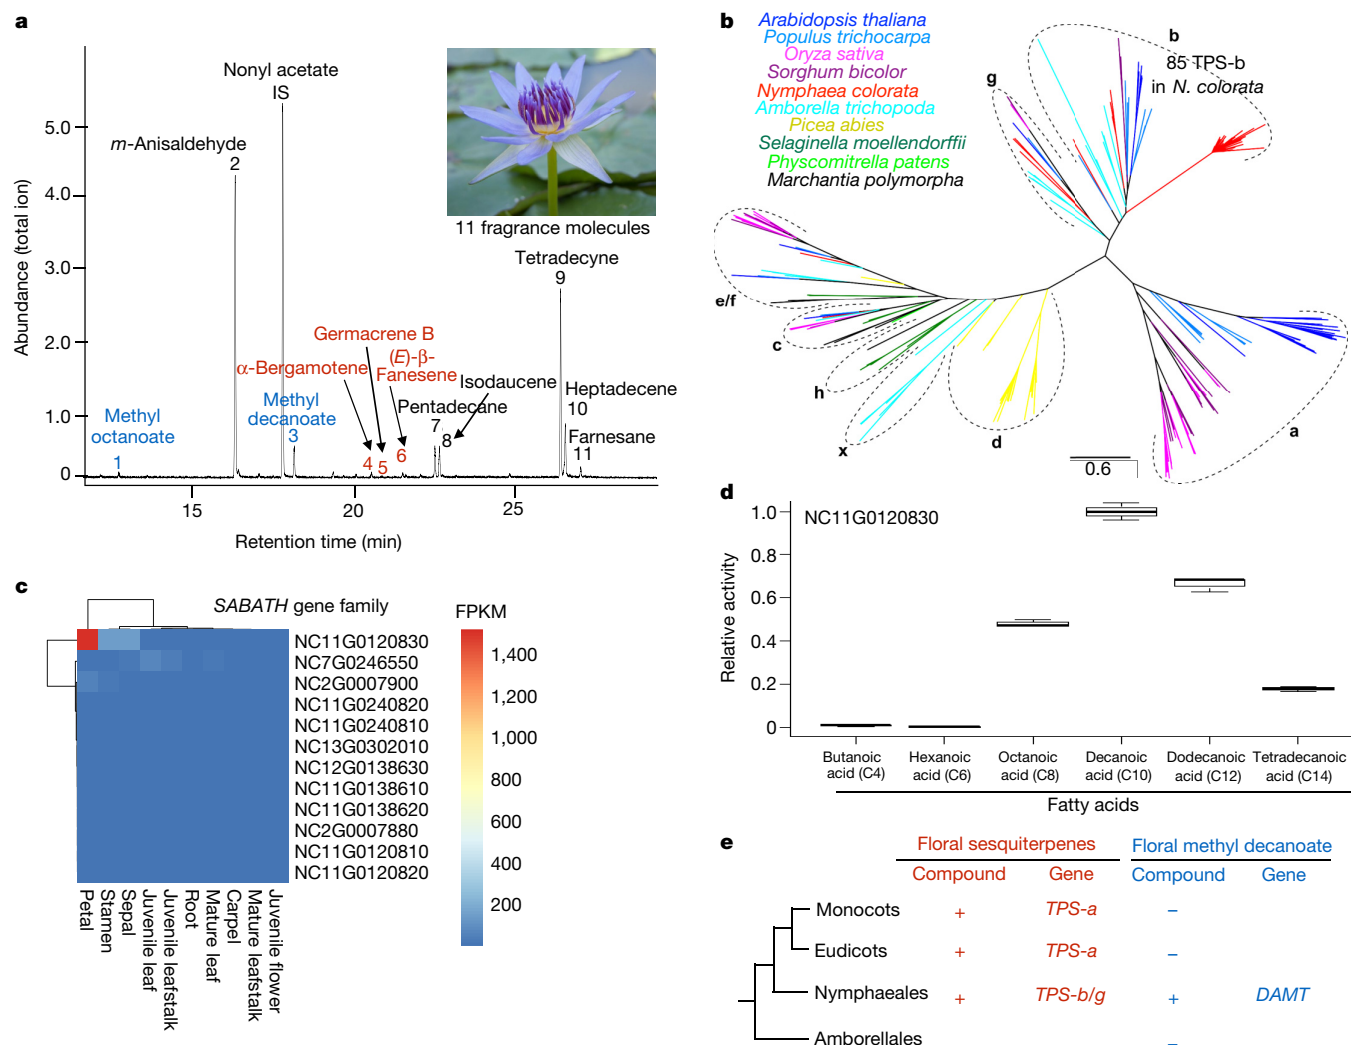 a
Nonyl acetate
IS
m-Anisaldehyde
2
11 fragrance molecules
Tetradecyne
9
Germacrene B
(E)-β-
Fanesene
α-Bergamotene
Isodaucene
Heptadecene
10
Methyl
decanoate
3
Pentadecane
7
8
Methyl
octanoate
1
4
5
6
Farnesane
11
5.0
4.0
3.0
2.0
1.0
0
Abundance (total ion)
15
20
25
Retention time (min)
b
Arabidopsis thaliana
Populus trichocarpa
Oryza sativa
Sorghum bicolor
Nymphaea colorata
Amborella trichopoda
Picea abies
Selaginella moellendorffii
Physcomitrella patens
Marchantia polymorpha
b
85 TPS-b
in N. colorata
g
e/f
c
h
x
d
a
0.6
c
SABATH gene family
FPKM
NC11G0120830
NC7G0246550
NC2G0007900
NC11G0240820
NC11G0240810
NC13G0302010
NC12G0138630
NC11G0138610
NC11G0138620
NC2G0007880
NC11G0120810
NC11G0120820
1,400
1,200
1,000
800
600
400
200
Petal
Stamen
Sepal
Juvenile leaf
Juvenile leafstalk
Root
Mature leaf
Carpel
Mature leafstalk
Juvenile flower
d
NC11G0120830
Relative activity
1.0
0.8
0.6
0.4
0.2
0
Butanoic
acid (C4)
Hexanoic
acid (C6)
Octanoic
acid (C8)
Decanoic
acid (C10)
Dodecanoic
acid (C12)
Tetradecanoic
acid (C14)
Fatty acids
e
Floral sesquiterpenes
Floral methyl decanoate
Compound Gene Compound Gene
Monocots + TPS-a –
Eudicots + TPS-a –
Nymphaeales + TPS-b/g + DAMT
Amborellales –